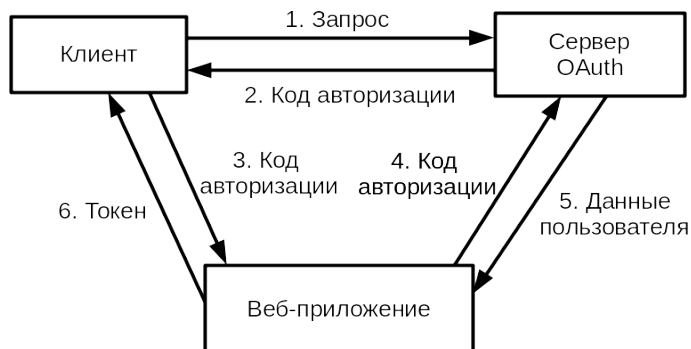 1. Запрос
Клиент
Сервер
OAuth
2. Код авторизации
3. Код
авторизации
4. Код
авторизации
5. Данные
пользователя
6. Токен
Веб-приложение